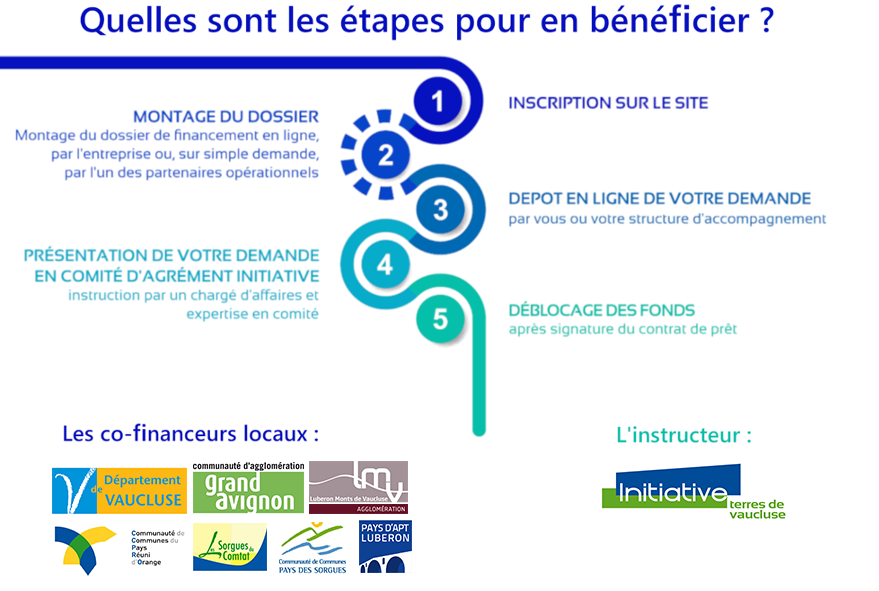 Quelles sont les étapes pour en bénéficier ?
1
INSCRIPTION SUR LE SITE
MONTAGE DU DOSSIER
Montage du dossier de financement en ligne,
par l'entreprise ou, sur simple demande,
par l'un des partenaires opérationnels
2
3
DEPOT EN LIGNE DE VOTRE DEMANDE
par vous ou votre structure d'accompagnement
PRÉSENTATION DE VOTRE DEMANDE
EN COMITÉ D'AGRÉMENT INITIATIVE
instruction par un chargé d'affaires et
expertise en comité
4
5
DÉBLOCAGE DES FONDS
après signature du contrat de prêt
Les co-financeurs locaux :
Département
de VAUCLUSE
communauté d'agglomération
grand
avignon
lmv
Luberon Monts de Vaucluse
AGGLOMÉRATION
Communauté de
Communes du
Pays
Réuni
d'Orange
Les Sorgues du
Comtat
Communauté de Communes
PAYS DES SORGUES
PAYS D'APT
LUBERON
L'instructeur :
Initiative
terres de
vaucluse